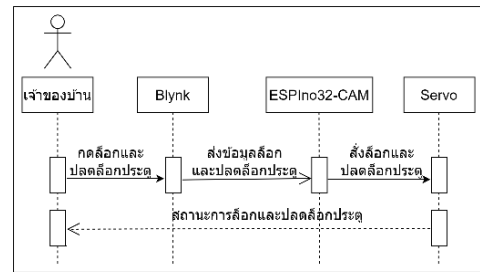 เจ้าของบ้าน
Blynk
ESPIno32-CAM
Servo
กดล็อกและ
ปลดล็อกประตู
ส่งข้อมูลล็อก
และปลดล็อกประตู
สั่งล็อกและ
ปลดล็อกประตู
สถานะการล็อกและปลดล็อกประตู